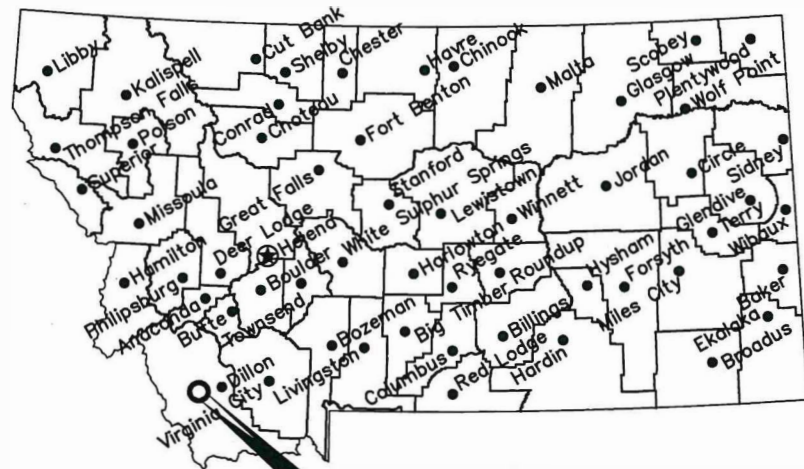 Libby
Kalispell
Cut Bank
Shelby
Chester
Havre
Chinook
Malta
Scobey
Glasgow
Plentywood
Wolf Point
Thompson Falls
Polson
Conrad
Choteau
Fort Benton
Superior
Missoula
Great Falls
Stanford
Lewistown
Winnett
Jordan
Circle
Sidney
Glendive
Terry
Wibaux
Hamilton
Deer Lodge
Helena
Boulder
White Sulphur Springs
Harlowton
Ryegate
Roundup
Hysham
Forsyth
Miles City
Baker
Philipsburg
Anaconda
Butte
Townsend
Bozeman
Livingston
Big Timber
Columbus
Billings
Red Lodge
Hardin
Ekalaka
Broadus
Dillon
Virginia City